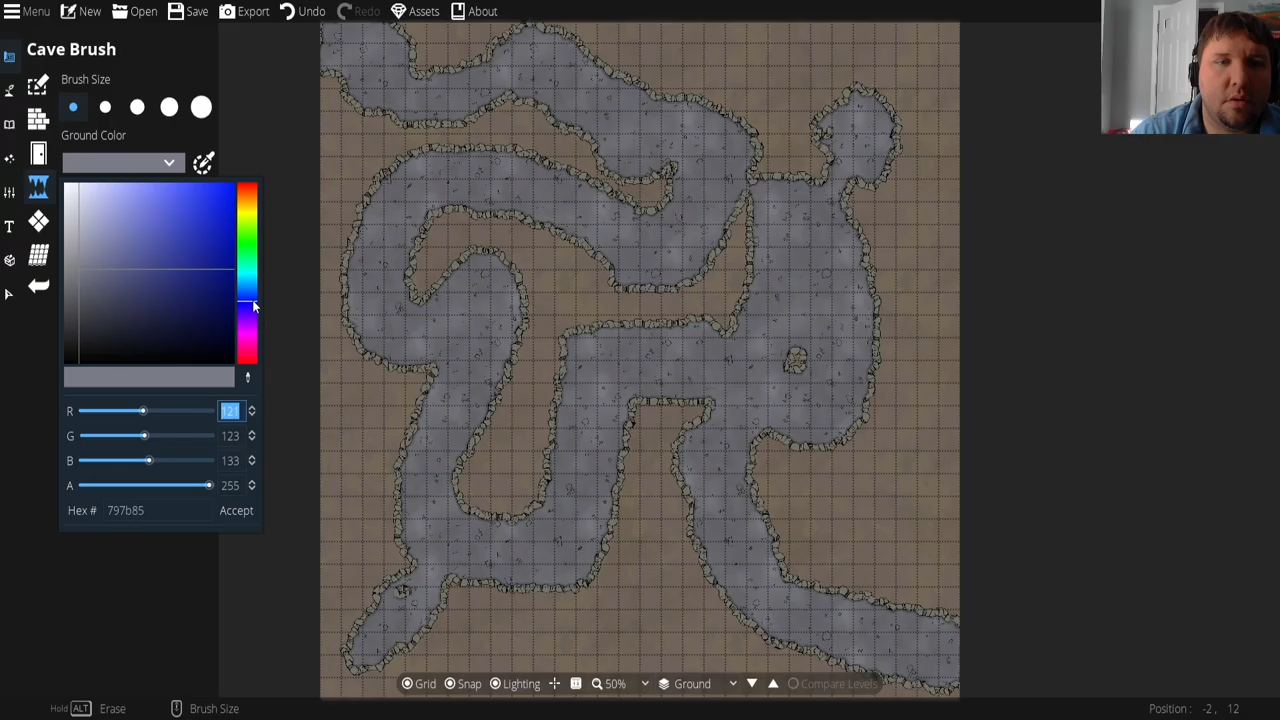 Menu New Open Save Export Undo Redo Assets About
Cave Brush
Brush Size
Ground Color
R 121
G 123
B 133
A 255
Hex # 797b85 Accept
Grid Snap Lighting 50% Ground Compare Levels
Hold ALT Erase Brush Size Position : -2 , 12